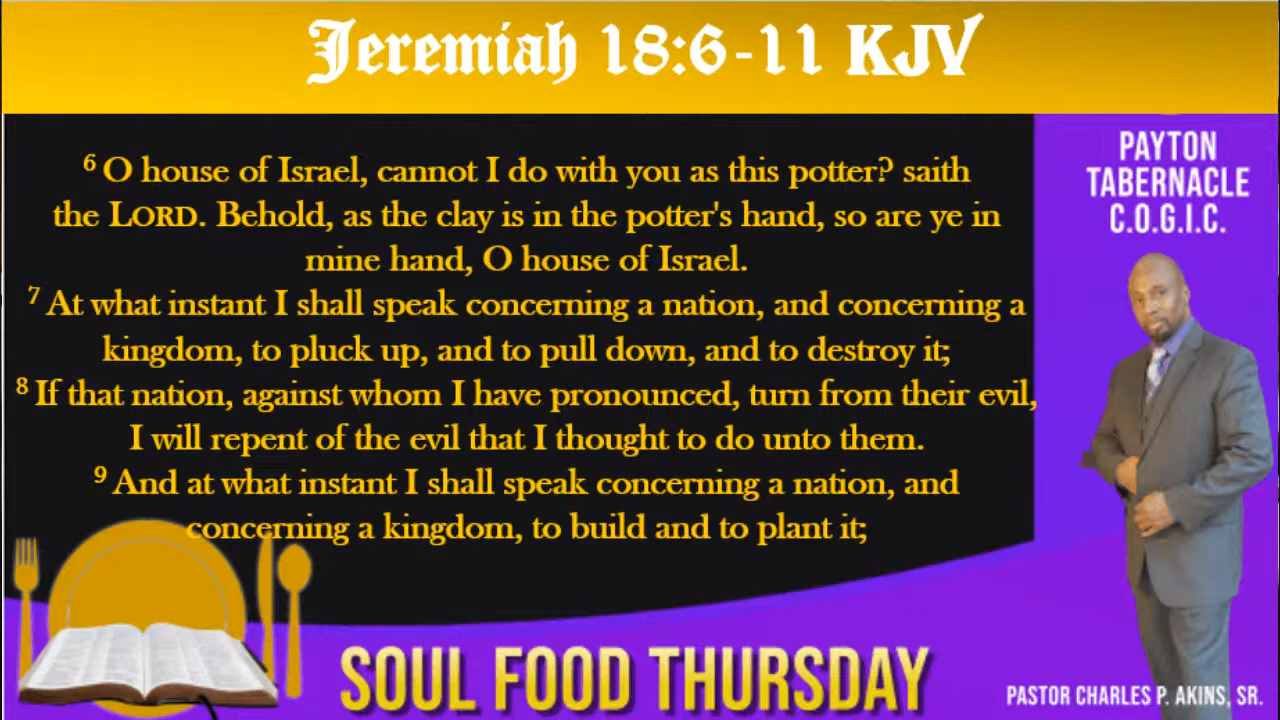 Jeremiah 18:6-11 KJV
6 O house of Israel, cannot I do with you as this potter? saith
the LORD. Behold, as the clay is in the potter's hand, so are ye in
mine hand, O house of Israel.
7 At what instant I shall speak concerning a nation, and concerning a
kingdom, to pluck up, and to pull down, and to destroy it;
8 If that nation, against whom I have pronounced, turn from their evil,
I will repent of the evil that I thought to do unto them.
9 And at what instant I shall speak concerning a nation, and
concerning a kingdom, to build and to plant it;
PAYTON
TABERNACLE
C.O.G.I.C.
SOUL FOOD THURSDAY
PASTOR CHARLES P. AKINS, SR.